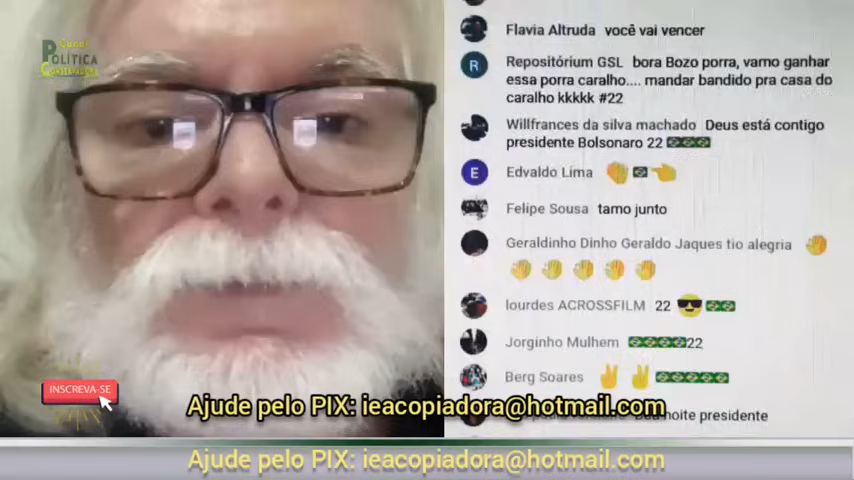 Canal
POLÍTICA
CONSERVADORA
INSCREVA-SE
Flavia Altruda você vai vencer
R
Repositórium GSL bora Bozo porra, vamo ganhar
essa porra caralho.... mandar bandido pra casa do
caralho kkkkk #22
Willfrances da silva machado Deus está contigo
presidente Bolsonaro 22 🇧🇷🇧🇷
E
Edvaldo Lima 👏🇧🇷👈
Felipe Sousa tamo junto
Geraldinho Dinho Geraldo Jaques tio alegria 👏
👏👏👏👏👏
lourdes ACROSSFILM 22 😎🇧🇷🇧🇷
Jorginho Mulhem 🇧🇷🇧🇷🇧🇷🇧🇷22
Berg Soares ✌✌🇧🇷🇧🇷🇧🇷🇧🇷🇧🇷
noite presidente
Ajude pelo PIX: ieacopiadora@hotmail.com
Ajude pelo PIX: ieacopiadora@hotmail.com